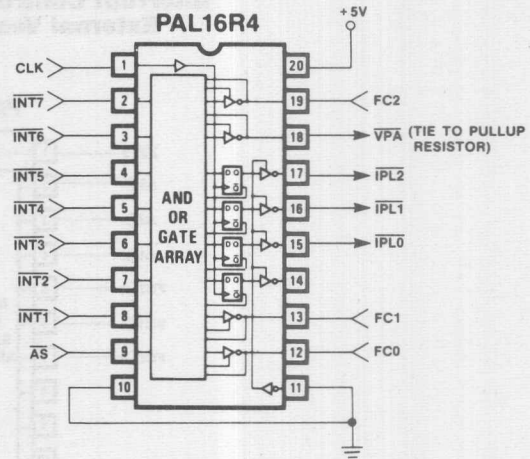 PAL16R4
+5V
CLK 1 20
INT7 2 19 FC2
INT6 3 18 VPA (TIE TO PULLUP RESISTOR)
INT5 4 17 IPL2
INT4 5 16 IPL1
INT3 6 15 IPL0
INT2 7 14
INT1 8 13 FC1
AS 9 12 FC0
10 11
AND
OR
GATE
ARRAY
D Q
Q
D Q
Q
D Q
Q
D Q
Q